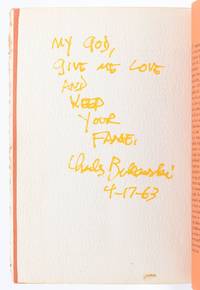 MY GOD,
GIVE ME LOVE
AND
KEEP
YOUR
FAME.
Charles Bukowski
4-17-63